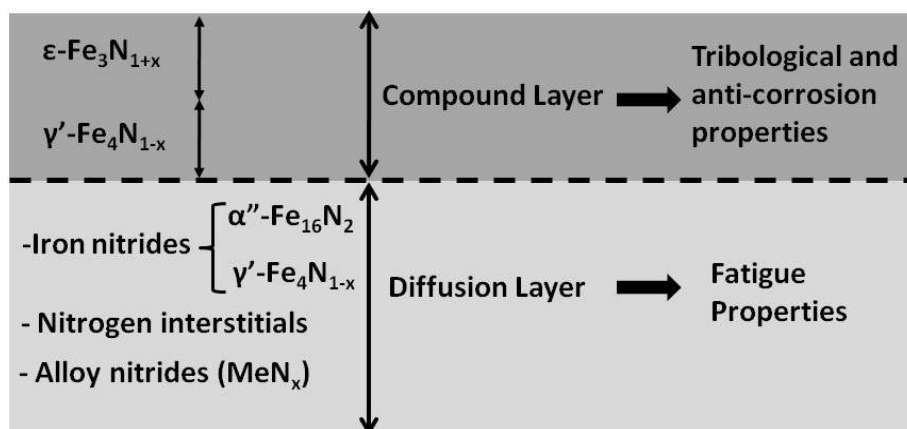 ε-Fe₃N₁₊ₓ
γ’-Fe₄N₁₋ₓ
Compound Layer
Tribological and
anti-corrosion
properties
-Iron nitrides
α”-Fe₁₆N₂
γ’-Fe₄N₁₋ₓ
- Nitrogen interstitials
- Alloy nitrides (MeNₓ)
Diffusion Layer
Fatigue
Properties